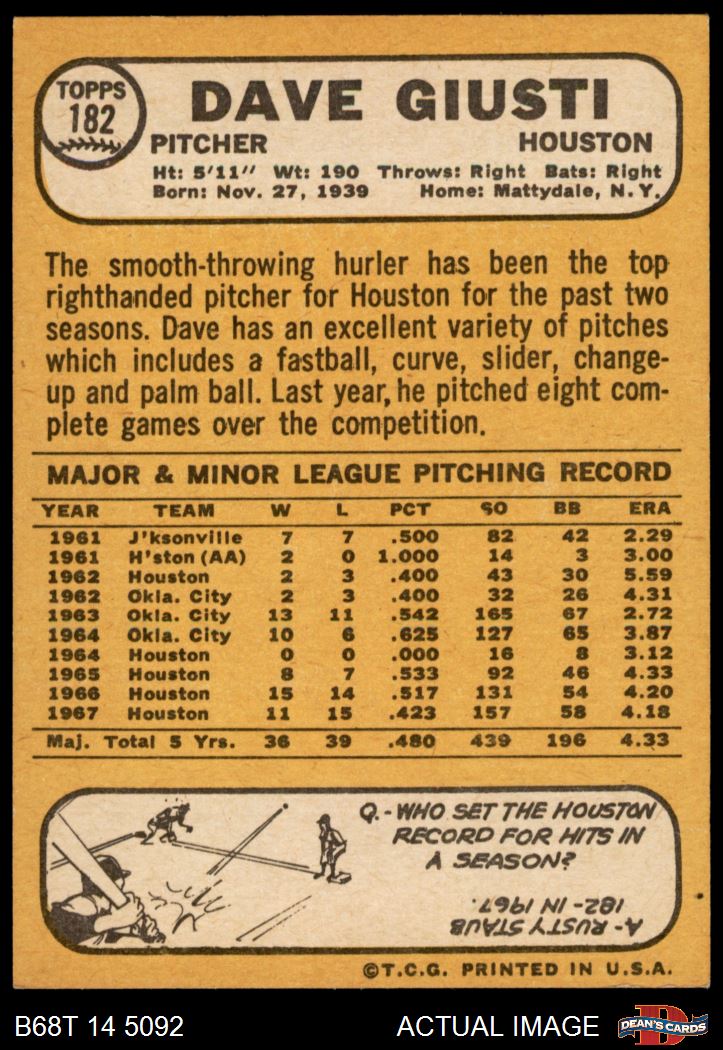 TOPPS
182
DAVE GIUSTI
PITCHER HOUSTON
Ht: 5'11" Wt: 190 Throws: Right Bats: Right
Born: Nov. 27, 1939 Home: Mattydale, N.Y.
The smooth-throwing hurler has been the top
righthanded pitcher for Houston for the past two
seasons. Dave has an excellent variety of pitches
which includes a fastball, curve, slider, change-
up and palm ball. Last year, he pitched eight com-
plete games over the competition.
MAJOR & MINOR LEAGUE PITCHING RECORD
YEAR TEAM W L PCT SO BB ERA
1961 J'ksonville 7 7 .500 82 42 2.29
1961 H'ston (AA) 2 0 1.000 14 3 3.00
1962 Houston 2 3 .400 43 30 5.59
1962 Okla. City 2 3 .400 32 26 4.31
1963 Okla. City 13 11 .542 165 67 2.72
1964 Okla. City 10 6 .625 127 65 3.87
1964 Houston 0 0 .000 16 8 3.12
1965 Houston 8 7 .533 92 46 4.33
1966 Houston 15 14 .517 131 54 4.20
1967 Houston 11 15 .423 157 58 4.18
Maj. Total 5 Yrs. 36 39 .480 439 196 4.33
Q.-WHO SET THE HOUSTON
RECORD FOR HITS IN
A SEASON?
A- RUSTY STAUB
182- IN 1967.
©T.C.G. PRINTED IN U.S.A.
B68T 14 5092 ACTUAL IMAGE
D
DEAN'S CARDS